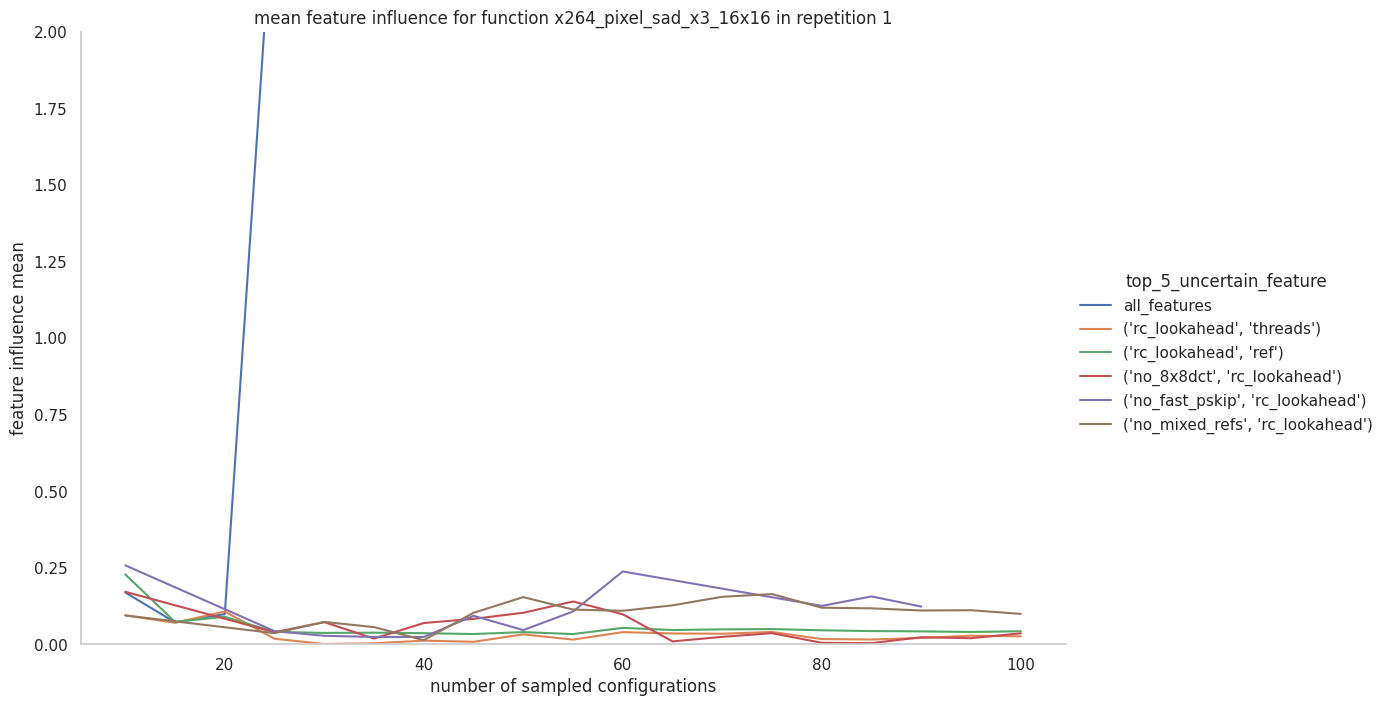 mean feature influence for function x264_pixel_sad_x3_16x16 in repetition 1
2.00
1.75
1.50
1.25
1.00
0.75
0.50
0.25
0.00
feature influence mean
20
40
60
80
100
number of sampled configurations
top_5_uncertain_feature
all_features
('rc_lookahead', 'threads')
('rc_lookahead', 'ref')
('no_8x8dct', 'rc_lookahead')
('no_fast_pskip', 'rc_lookahead')
('no_mixed_refs', 'rc_lookahead')